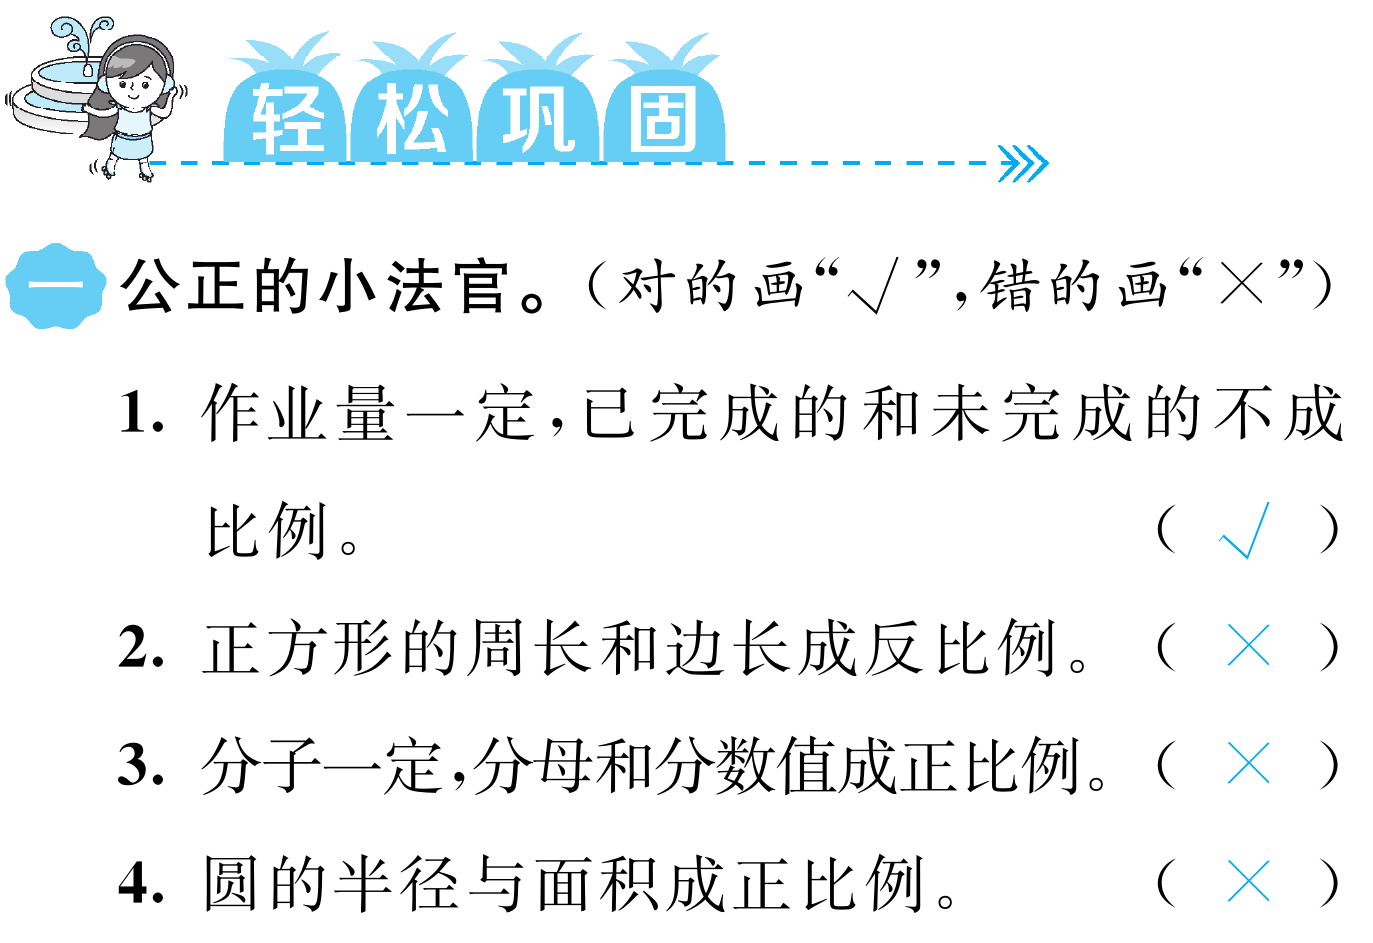 轻松巩固
一 公正的小法官。(对的画“√”,错的画“×”)
1. 作业量一定,已完成的和未完成的不成
比例。 ( √ )
2. 正方形的周长和边长成反比例。( × )
3. 分子一定,分母和分数值成正比例。( × )
4. 圆的半径与面积成正比例。 ( × )